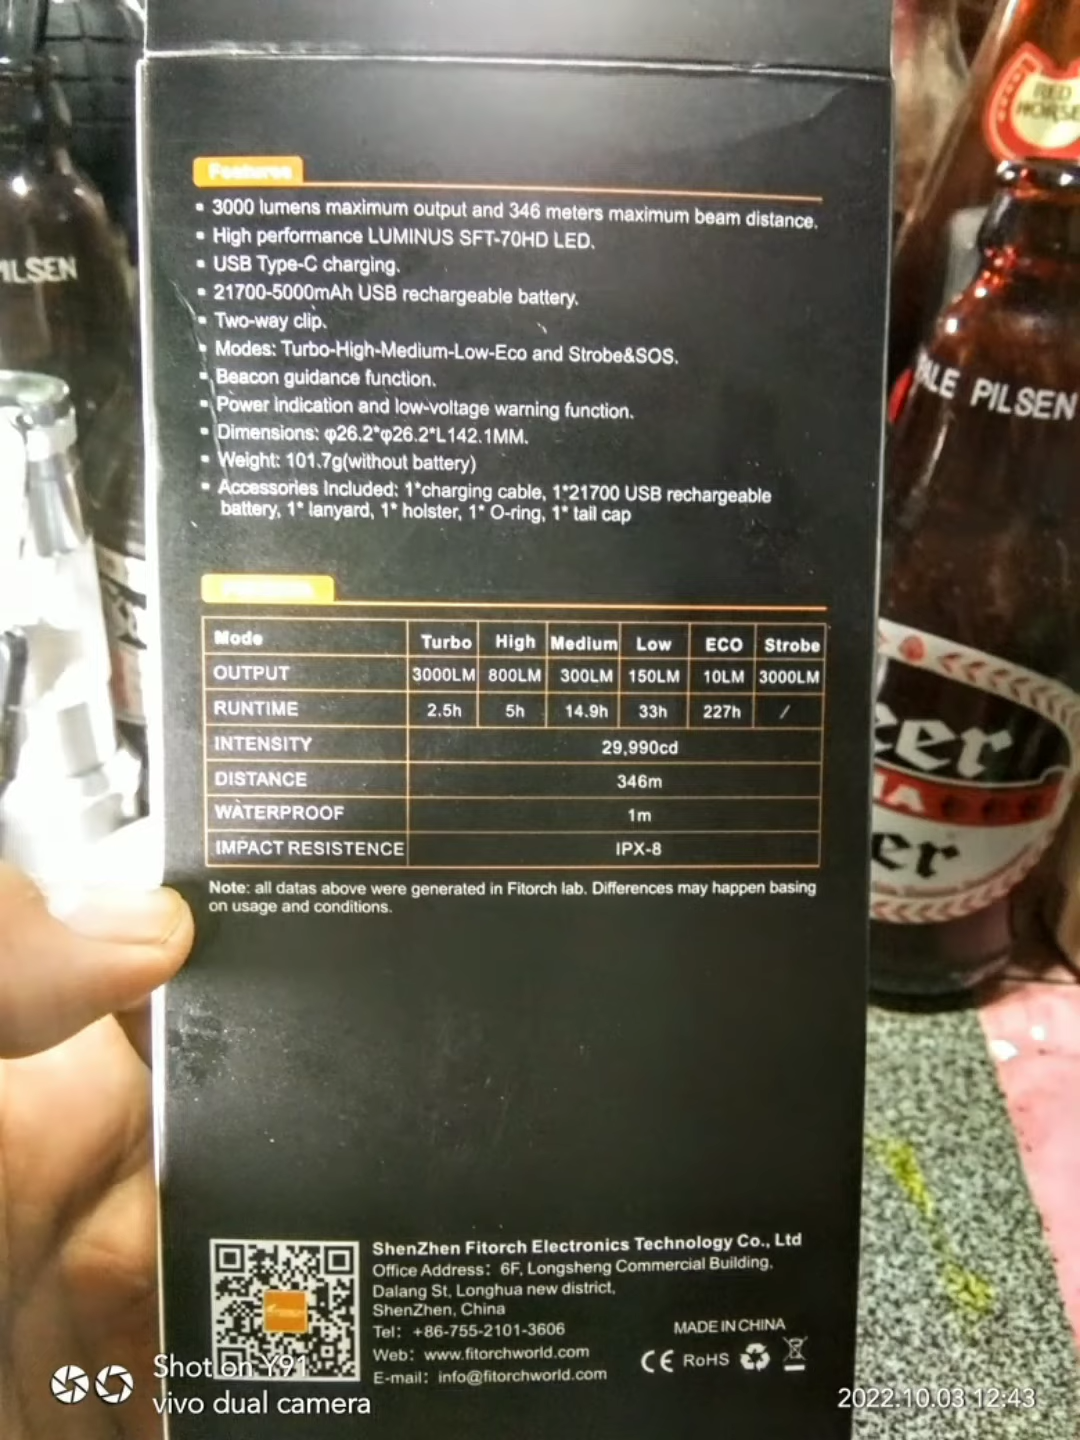 Features
▪ 3000 lumens maximum output and 346 meters maximum beam distance.
▪ High performance LUMINUS SFT-70HD LED.
▪ USB Type-C charging.
▪ 21700-5000mAh USB rechargeable battery.
▪ Two-way clip.
▪ Modes: Turbo-High-Medium-Low-Eco and Strobe&SOS.
▪ Beacon guidance function.
▪ Power indication and low-voltage warning function.
▪ Dimensions: φ26.2*φ26.2*L142.1MM.
▪ Weight: 101.7g(without battery)
▪ Accessories Included: 1*charging cable, 1*21700 USB rechargeable
battery, 1* lanyard, 1* holster, 1* O-ring, 1* tail cap
Mode Turbo High Medium Low ECO Strobe
OUTPUT 3000LM 800LM 300LM 150LM 10LM 3000LM
RUNTIME 2.5h 5h 14.9h 33h 227h /
INTENSITY 29,990cd
DISTANCE 346m
WATERPROOF 1m
IMPACT RESISTENCE IPX-8
Note: all datas above were generated in Fitorch lab. Differences may happen basing
on usage and conditions.
ShenZhen Fitorch Electronics Technology Co., Ltd
Office Address: 6F, Longsheng Commercial Building,
Dalang St, Longhua new district,
ShenZhen, China
Tel: +86-755-2101-3606
Web: www.fitorchworld.com
E-mail: info@fitorchworld.com
MADE IN CHINA
CE RoHS
RED
HORSE
PALE PILSEN
ILSEN
eer
er
Shot on Y91
vivo dual camera
2022.10.03 12:43